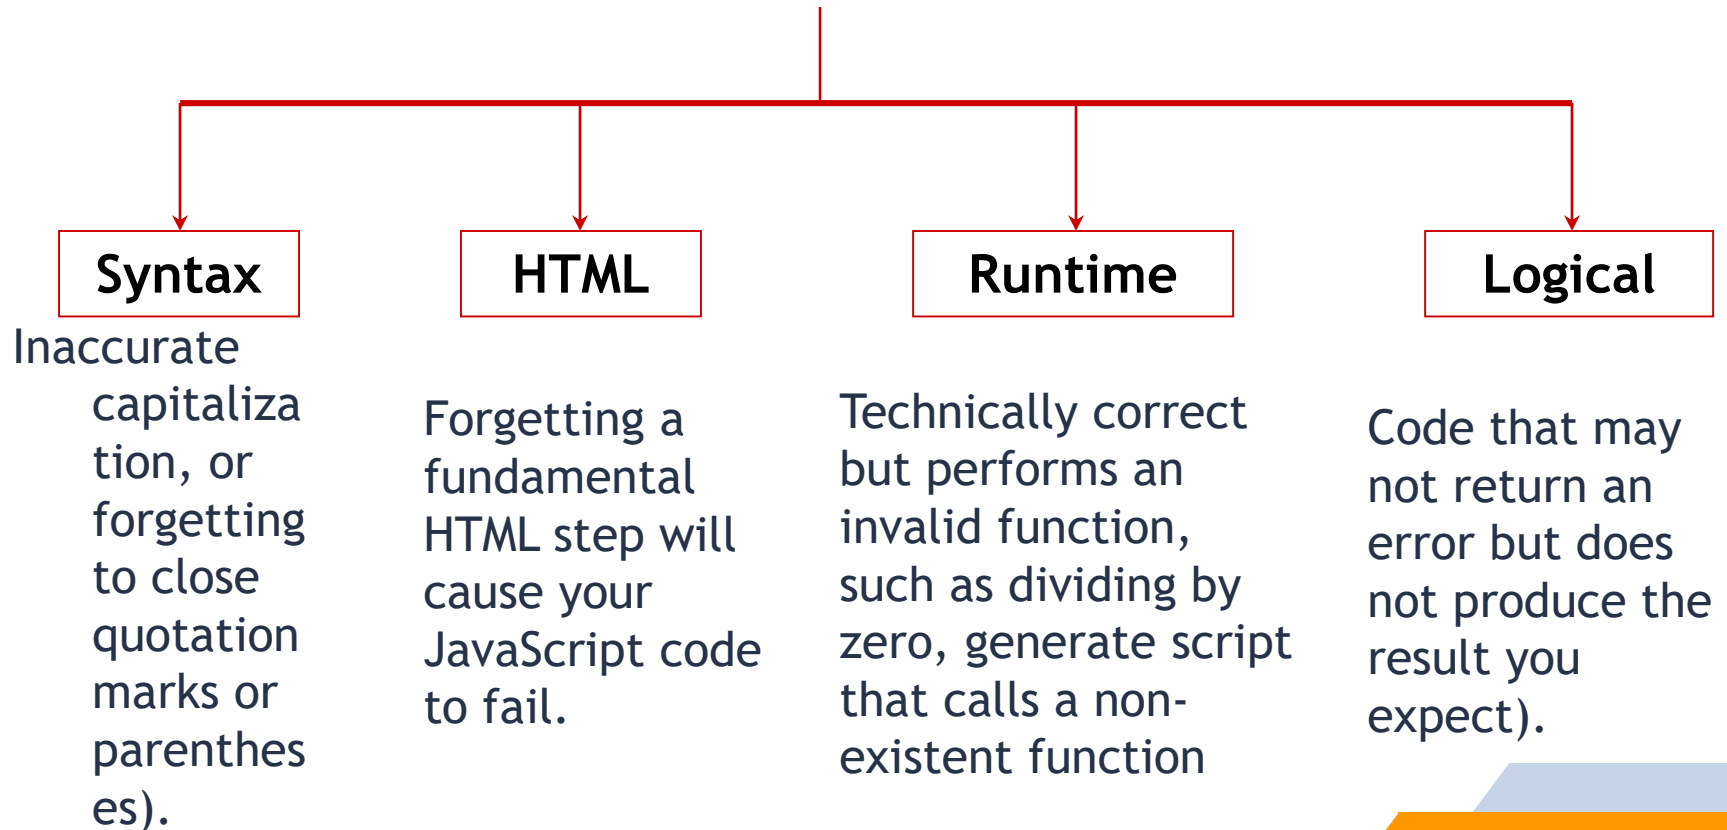 Syntax
Inaccurate
capitaliza
tion, or
forgetting
to close
quotation
marks or
parenthes
es).
HTML
Forgetting a
fundamental
HTML step will
cause your
JavaScript code
to fail.
Runtime
Technically correct
but performs an
invalid function,
such as dividing by
zero, generate script
that calls a non-
existent function
Logical
Code that may
not return an
error but does
not produce the
result you
expect).